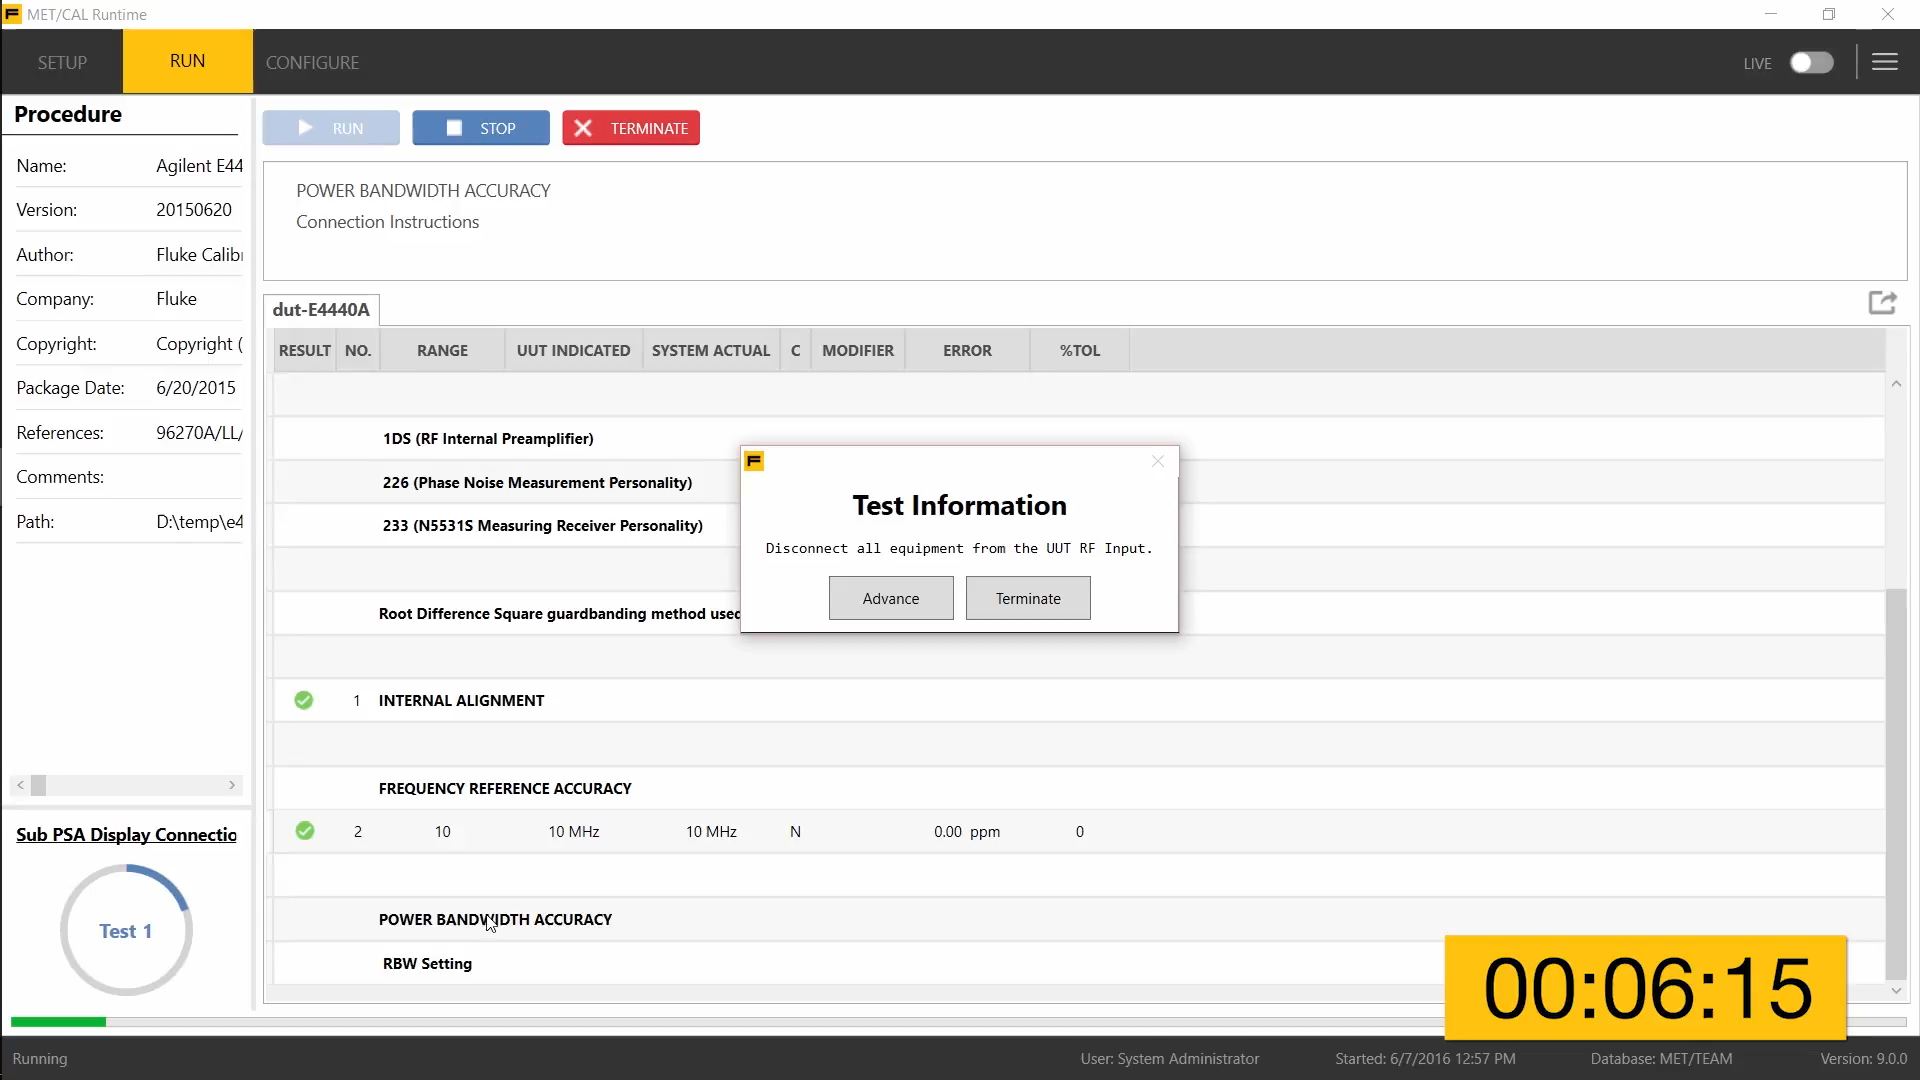 MET/CAL Runtime
SETUP
RUN
CONFIGURE
LIVE
Procedure
Name: Agilent E44
Version: 20150620
Author: Fluke Calib
Company: Fluke
Copyright: Copyright (
Package Date: 6/20/2015
References: 96270A/LL/
Comments:
Path: D:\temp\e4
Sub PSA Display Connectio
Test 1
RUN
STOP
TERMINATE
POWER BANDWIDTH ACCURACY
Connection Instructions
dut-E4440A
RESULT NO. RANGE UUT INDICATED SYSTEM ACTUAL C MODIFIER ERROR %TOL
1DS (RF Internal Preamplifier)
226 (Phase Noise Measurement Personality)
233 (N5531S Measuring Receiver Personality)
Root Difference Square guardbanding method used
1 INTERNAL ALIGNMENT
FREQUENCY REFERENCE ACCURACY
2 10 10 MHz 10 MHz N 0.00 ppm 0
POWER BANDWIDTH ACCURACY
RBW Setting
Test Information
Disconnect all equipment from the UUT RF Input.
Advance
Terminate
00:06:15
Running
User: System Administrator
Started: 6/7/2016 12:57 PM
Database: MET/TEAM
Version: 9.0.0